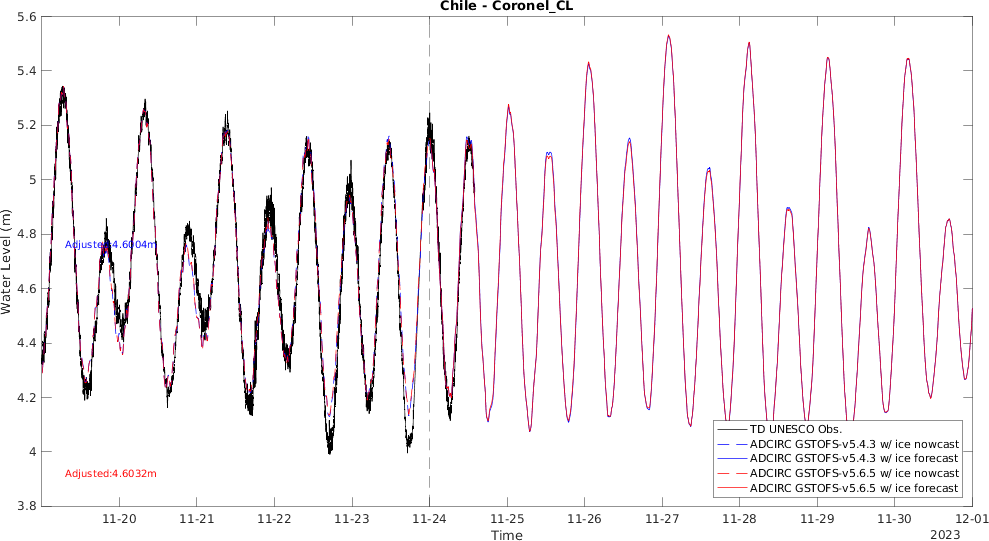 Chile - Coronel_CL
5.6
5.4
5.2
5
4.8
4.6
4.4
4.2
4
3.8
Water Level (m)
Adjusted:4.6004m
Adjusted:4.6032m
TD UNESCO Obs.
ADCIRC GSTOFS-v5.4.3 w/ ice nowcast
ADCIRC GSTOFS-v5.4.3 w/ ice forecast
ADCIRC GSTOFS-v5.6.5 w/ ice nowcast
ADCIRC GSTOFS-v5.6.5 w/ ice forecast
11-20 11-21 11-22 11-23 11-24 11-25 11-26 11-27 11-28 11-29 11-30 12-01
Time
2023